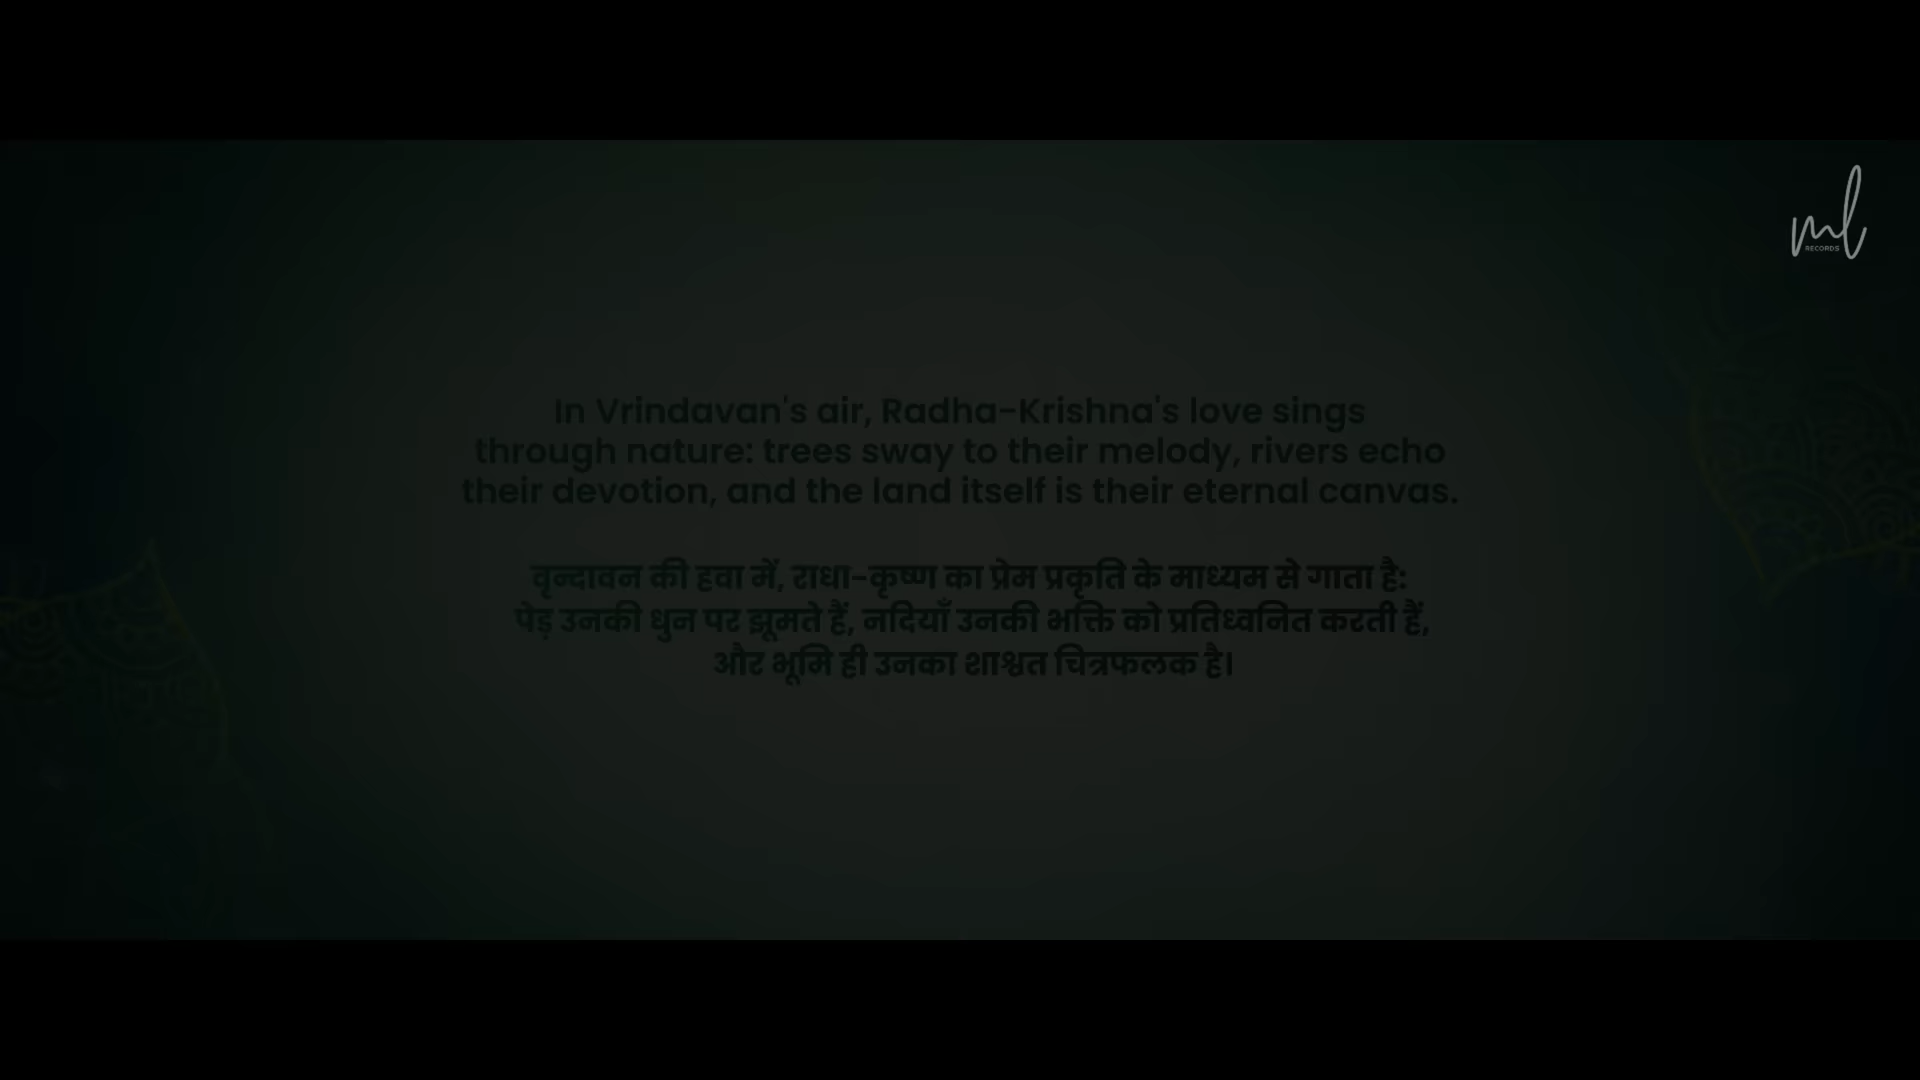 ml
RECORDS
In Vrindavan's air, Radha-Krishna's love sings
through nature: trees sway to their melody, rivers echo
their devotion, and the land itself is their eternal canvas.
वृन्दावन की हवा में, राधा-कृष्ण का प्रेम प्रकृति के माध्यम से गाता है:
पेड़ उनकी धुन पर झूमते हैं, नदियाँ उनकी भक्ति को प्रतिध्वनित करती हैं,
और भूमि ही उनका शाश्वत चित्रफलक है।